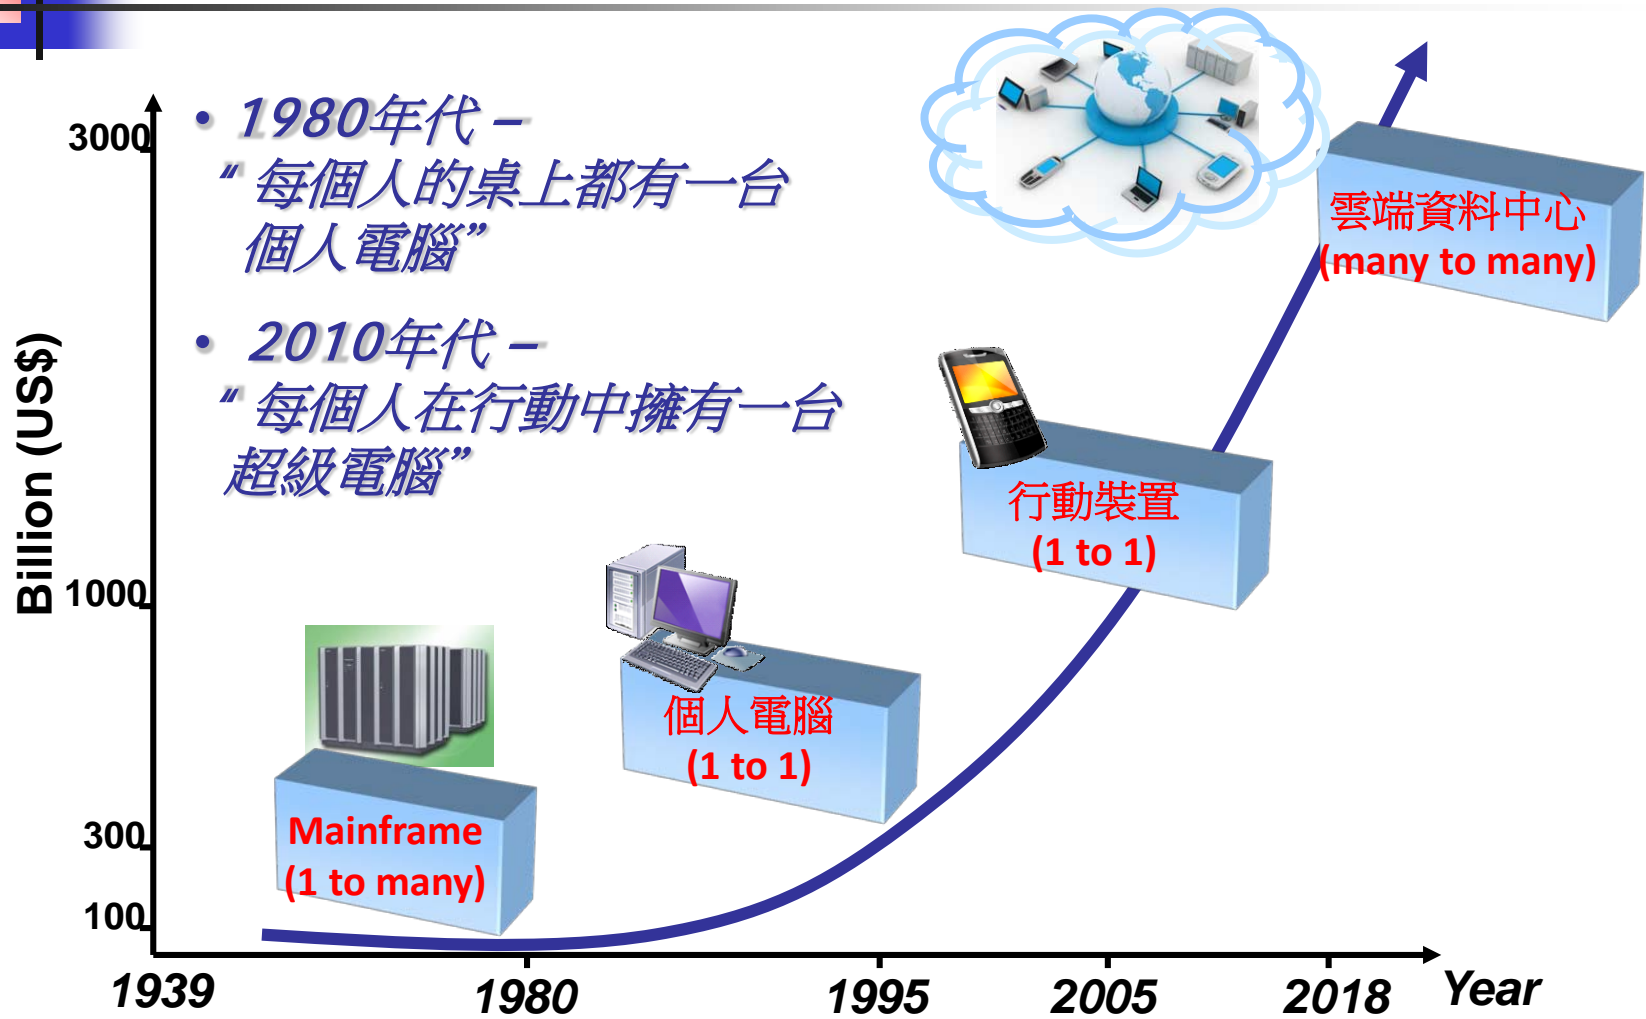 • 1980年代 –
“ 每個人的桌上都有一台
個人電腦”
• 2010年代 –
“ 每個人在行動中擁有一台
超級電腦”
Billion (US$)
3000
1000
300
100
雲端資料中心
(many to many)
行動裝置
(1 to 1)
個人電腦
(1 to 1)
Mainframe
(1 to many)
1939
1980
1995
2005
2018
Year